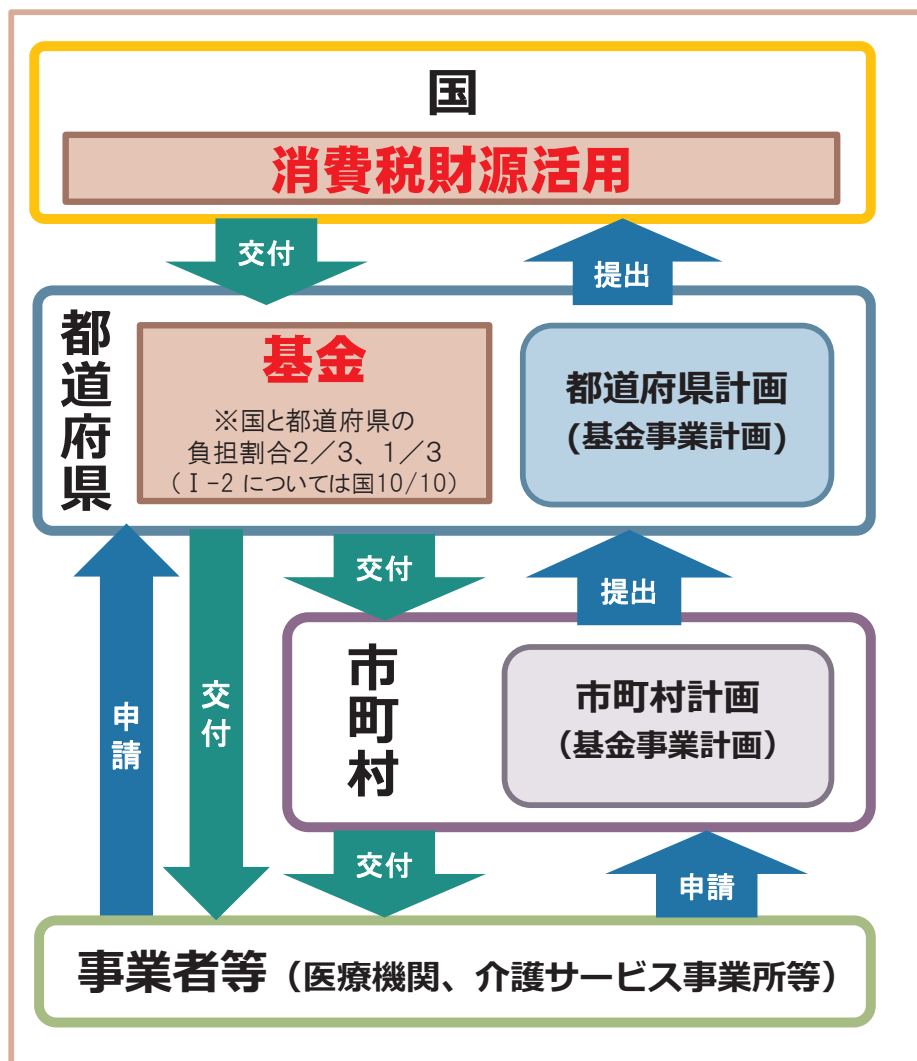 国
消費税財源活用
交付
提出
都道府県
基金
※国と都道府県の
負担割合2／3、1／3
（Ⅰ-2 については国10/10）
都道府県計画
(基金事業計画)
交付
提出
申請
交付
市町村
市町村計画
（基金事業計画）
交付
申請
事業者等（医療機関、介護サービス事業所等）